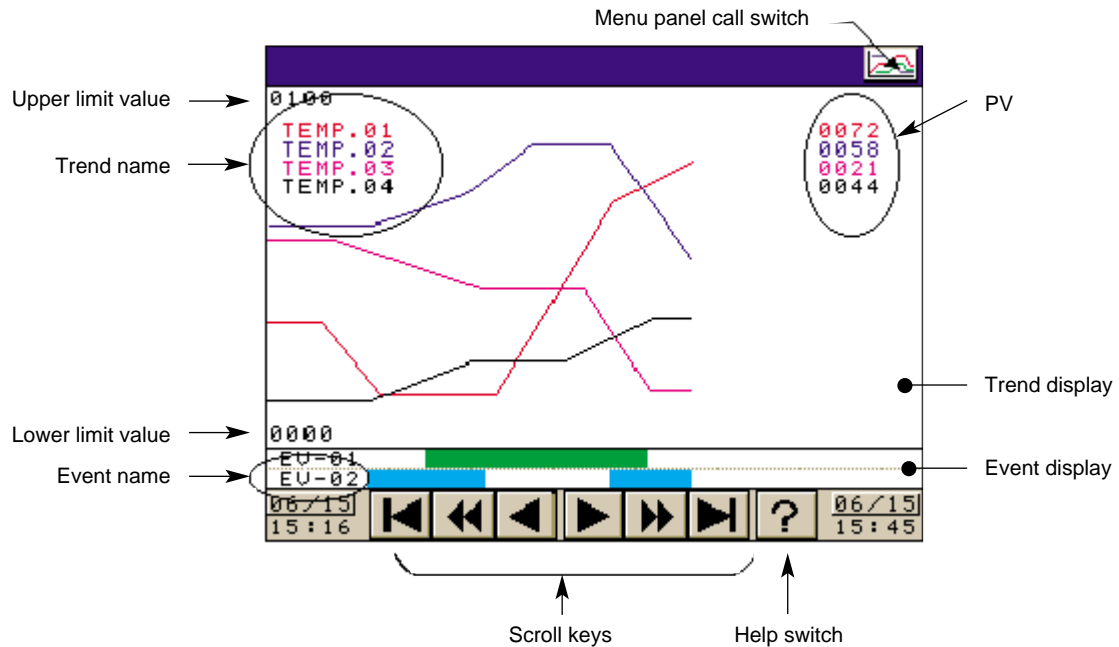 Menu panel call switch
Upper limit value
0100
PV
Trend name
TEMP.01
TEMP.02
TEMP.03
TEMP.04
0072
0058
0021
0044
Trend display
Lower limit value
0000
Event name
EV-01
EV-02
Event display
06/15
15:16
?
06/15
15:45
Scroll keys
Help switch